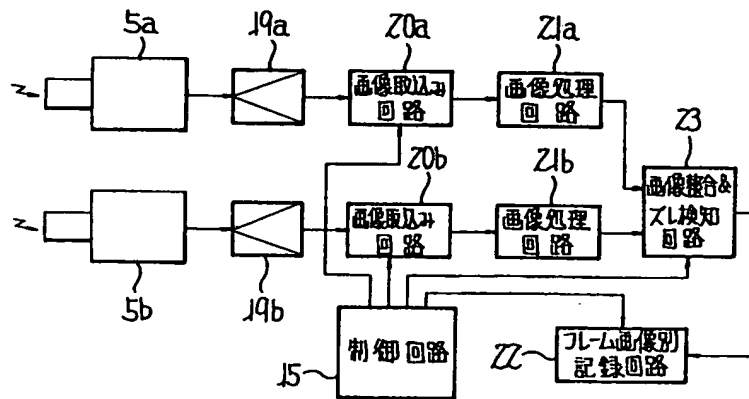 5a
19a
20a
21a
画像取込み
回路
画像処理
回路
23
画像整合&
ズレ検知
回路
20b
21b
画像取込み
回路
画像処理
回路
5b
19b
制御回路
15
22
フレーム画像別
記録回路